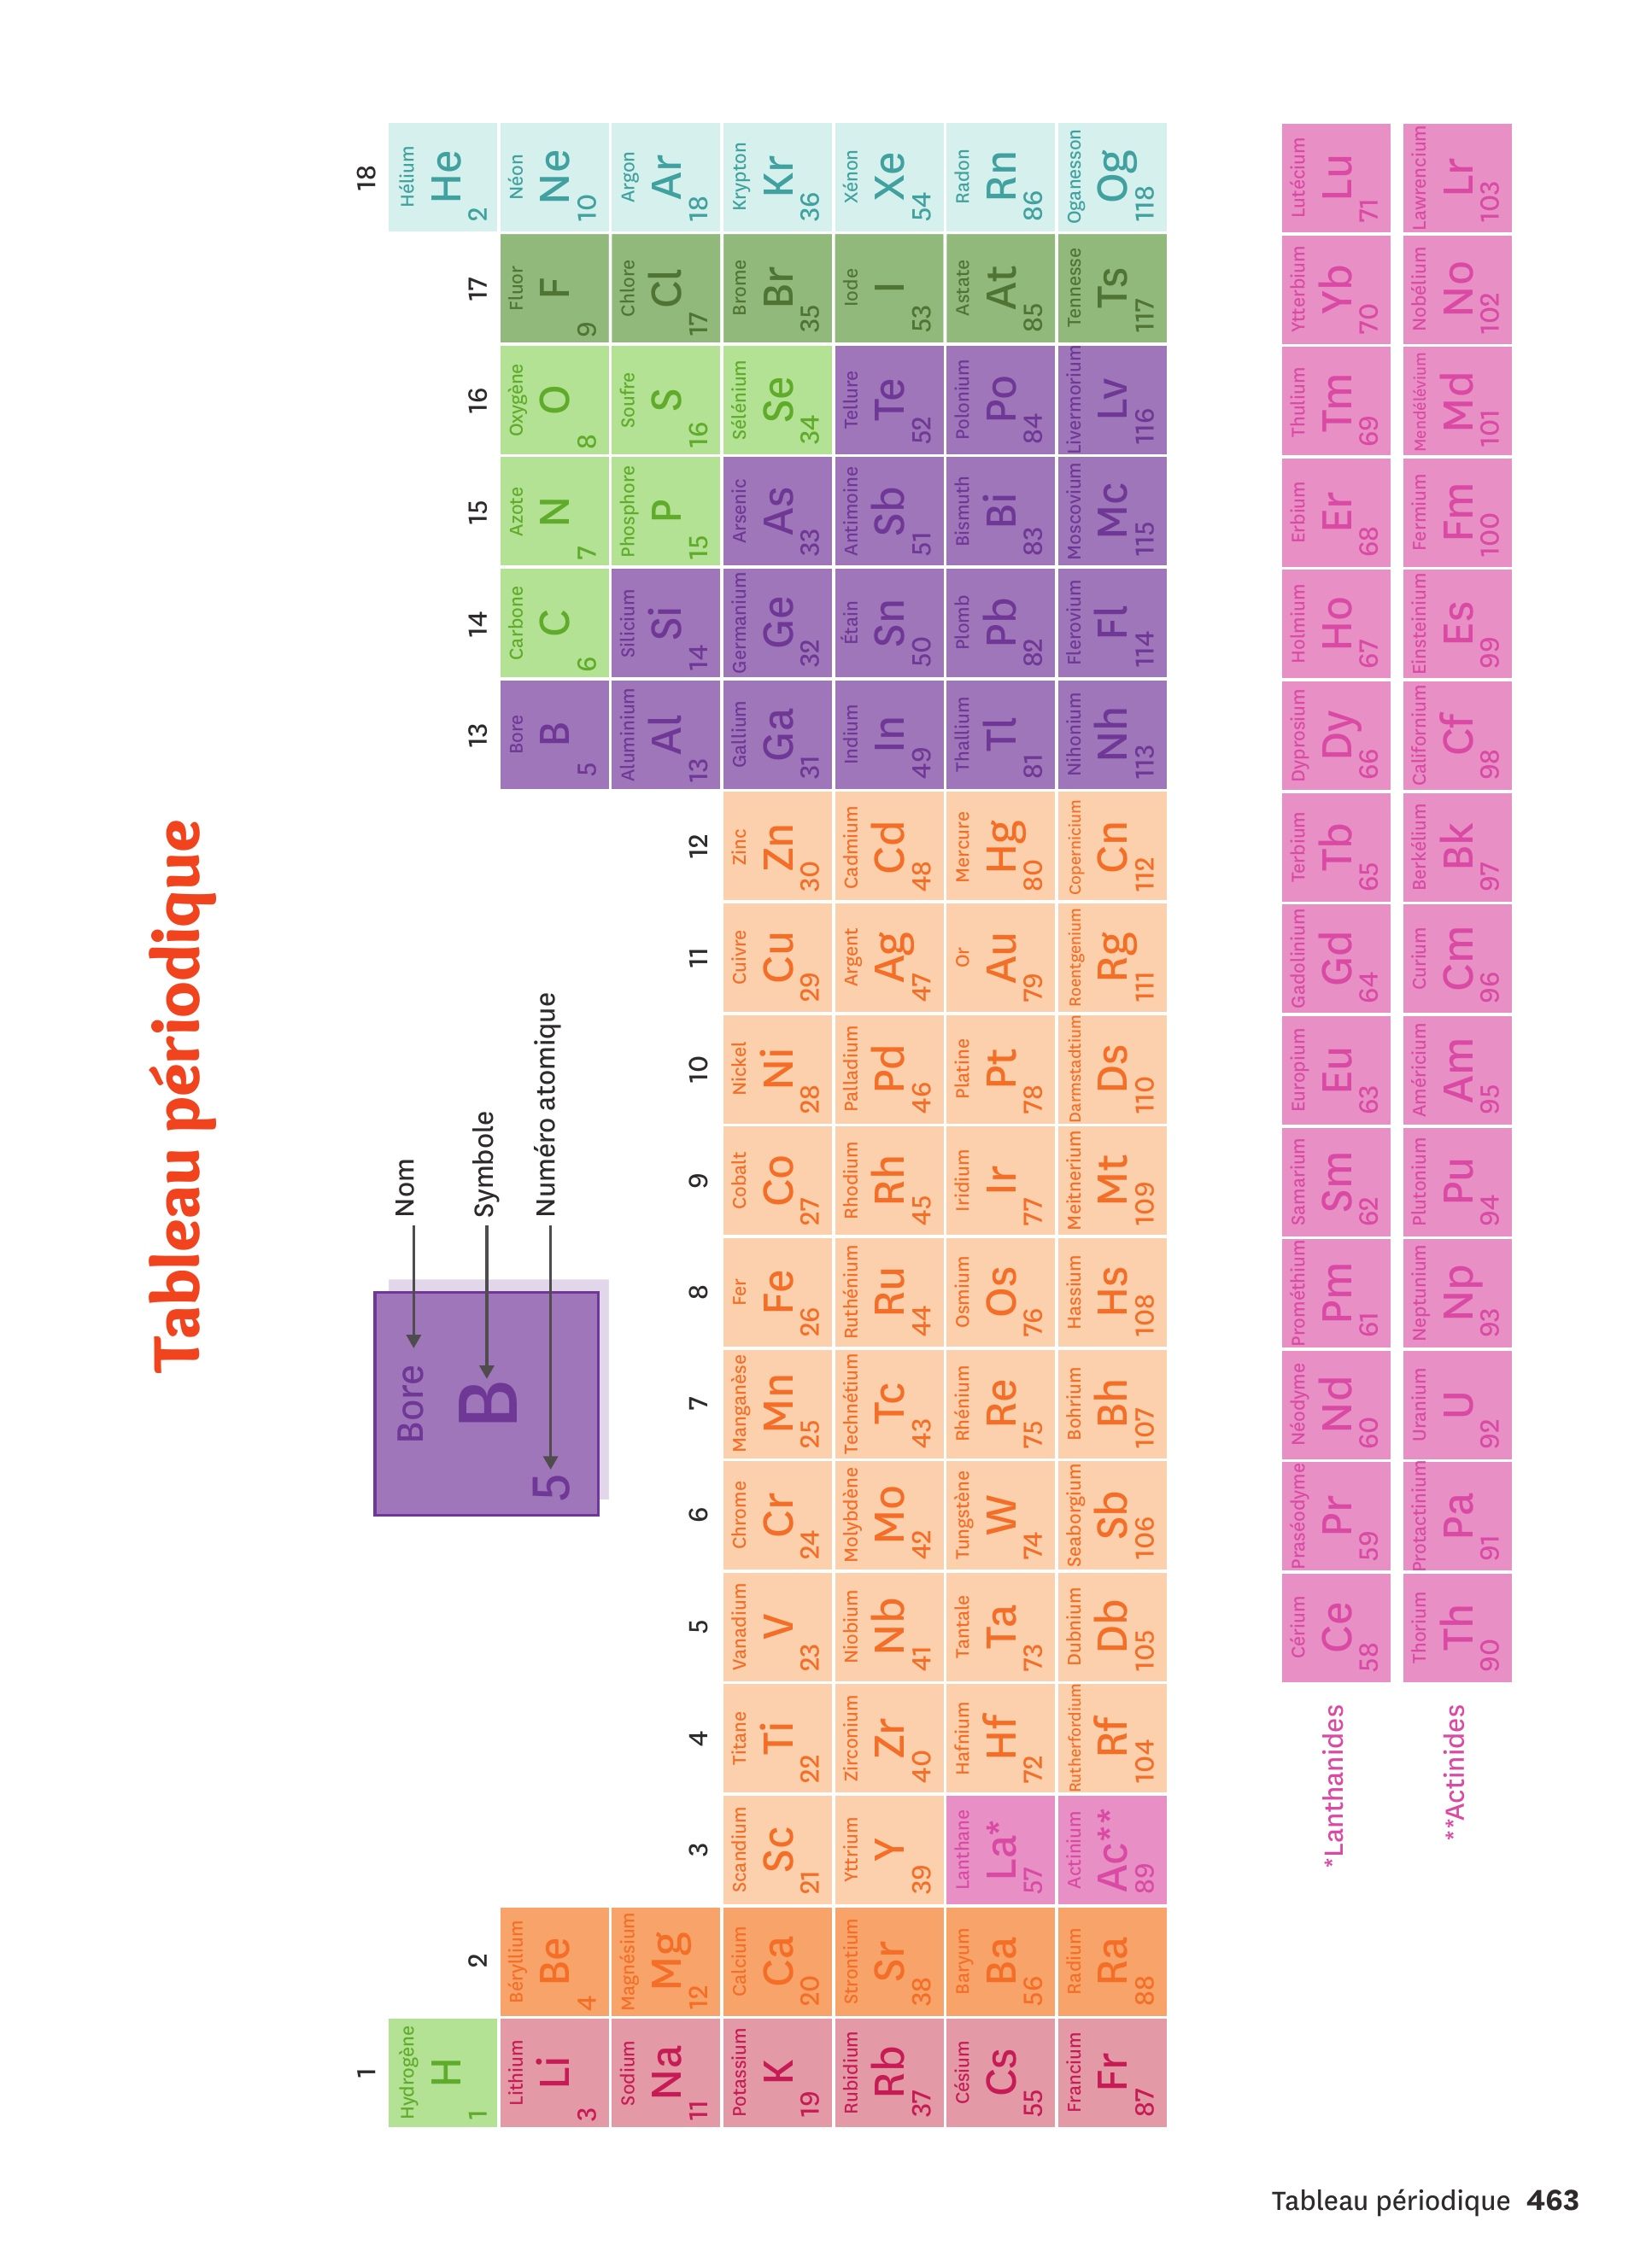 Tableau périodique
Bore
B
5
Nom
Symbole
Numéro atomique
1
18
Hydrogène
H
1
Hélium
He
2
2
13
14
15
16
17
Lithium
Li
3
Béryllium
Be
4
Bore
B
5
Carbone
C
6
Azote
N
7
Oxygène
O
8
Fluor
F
9
Néon
Ne
10
Sodium
Na
11
Magnésium
Mg
12
Aluminium
Al
13
Silicium
Si
14
Phosphore
P
15
Soufre
S
16
Chlore
Cl
17
Argon
Ar
18
3
4
5
6
7
8
9
10
11
12
Potassium
K
19
Calcium
Ca
20
Scandium
Sc
21
Titane
Ti
22
Vanadium
V
23
Chrome
Cr
24
Manganèse
Mn
25
Fer
Fe
26
Cobalt
Co
27
Nickel
Ni
28
Cuivre
Cu
29
Zinc
Zn
30
Gallium
Ga
31
Germanium
Ge
32
Arsenic
As
33
Sélénium
Se
34
Brome
Br
35
Krypton
Kr
36
Rubidium
Rb
37
Strontium
Sr
38
Yttrium
Y
39
Zirconium
Zr
40
Niobium
Nb
41
Molybdène
Mo
42
Technétium
Tc
43
Ruthénium
Ru
44
Rhodium
Rh
45
Palladium
Pd
46
Argent
Ag
47
Cadmium
Cd
48
Indium
In
49
Étain
Sn
50
Antimoine
Sb
51
Tellure
Te
52
Iode
I
53
Xénon
Xe
54
Césium
Cs
55
Baryum
Ba
56
Lanthane
La*
57
Hafnium
Hf
72
Tantale
Ta
73
Tungstène
W
74
Rhénium
Re
75
Osmium
Os
76
Iridium
Ir
77
Platine
Pt
78
Or
Au
79
Mercure
Hg
80
Thallium
Tl
81
Plomb
Pb
82
Bismuth
Bi
83
Polonium
Po
84
Astate
At
85
Radon
Rn
86
Francium
Fr
87
Radium
Ra
88
Actinium
Ac**
89
Rutherfordium
Rf
104
Dubnium
Db
105
Seaborgium
Sb
106
Bohrium
Bh
107
Hassium
Hs
108
Meitnerium
Mt
109
Darmstadtium
Ds
110
Roentgenium
Rg
111
Copernicium
Cn
112
Nihonium
Nh
113
Flerovium
Fl
114
Moscovium
Mc
115
Livermorium
Lv
116
Tennesse
Ts
117
Oganesson
Og
118
*Lanthanides
Cérium
Ce
58
Praséodyme
Pr
59
Néodyme
Nd
60
Prométhium
Pm
61
Samarium
Sm
62
Europium
Eu
63
Gadolinium
Gd
64
Terbium
Tb
65
Dyprosium
Dy
66
Holmium
Ho
67
Erbium
Er
68
Thulium
Tm
69
Ytterbium
Yb
70
Lutécium
Lu
71
**Actinides
Thorium
Th
90
Protactinium
Pa
91
Uranium
U
92
Neptunium
Np
93
Plutonium
Pu
94
Américium
Am
95
Curium
Cm
96
Berkélium
Bk
97
Californium
Cf
98
Einsteinium
Es
99
Fermium
Fm
100
Mendélévium
Md
101
Nobélium
No
102
Lawrencium
Lr
103
Tableau périodique 463